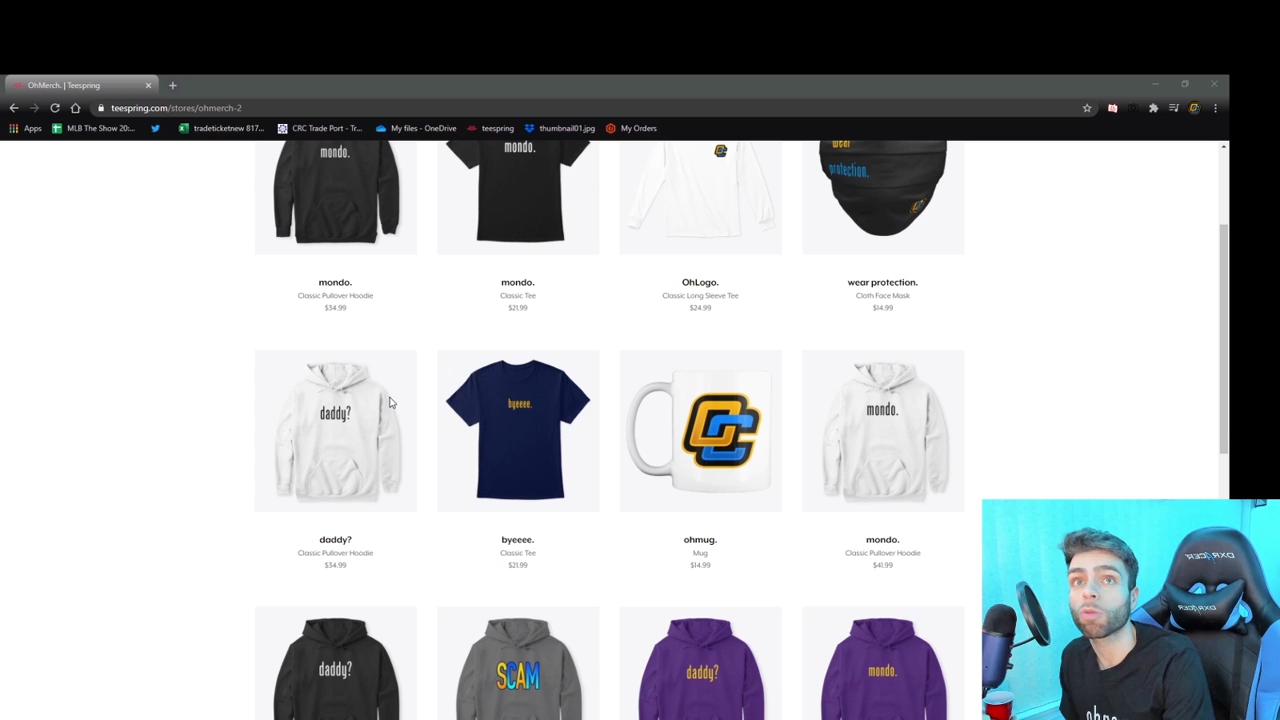 OhMerch. | Teespring
teespring.com/stores/ohmerch-2
Apps MLB The Show 20:... tradeticketnew 817... CRC Trade Port - Tr... My files - OneDrive teespring thumbnail01.jpg My Orders
mondo. mondo. wear
protection.
mondo. mondo. OhLogo. wear protection.
Classic Pullover Hoodie Classic Tee Classic Long Sleeve Tee Cloth Face Mask
$34.99 $21.99 $24.99 $14.99
daddy? byeeee. OC mondo.
daddy? byeeee. ohmug. mondo.
Classic Pullover Hoodie Classic Tee Mug Classic Pullover Hoodie
$34.99 $21.99 $14.99 $41.99
daddy? SCAM daddy? mondo.